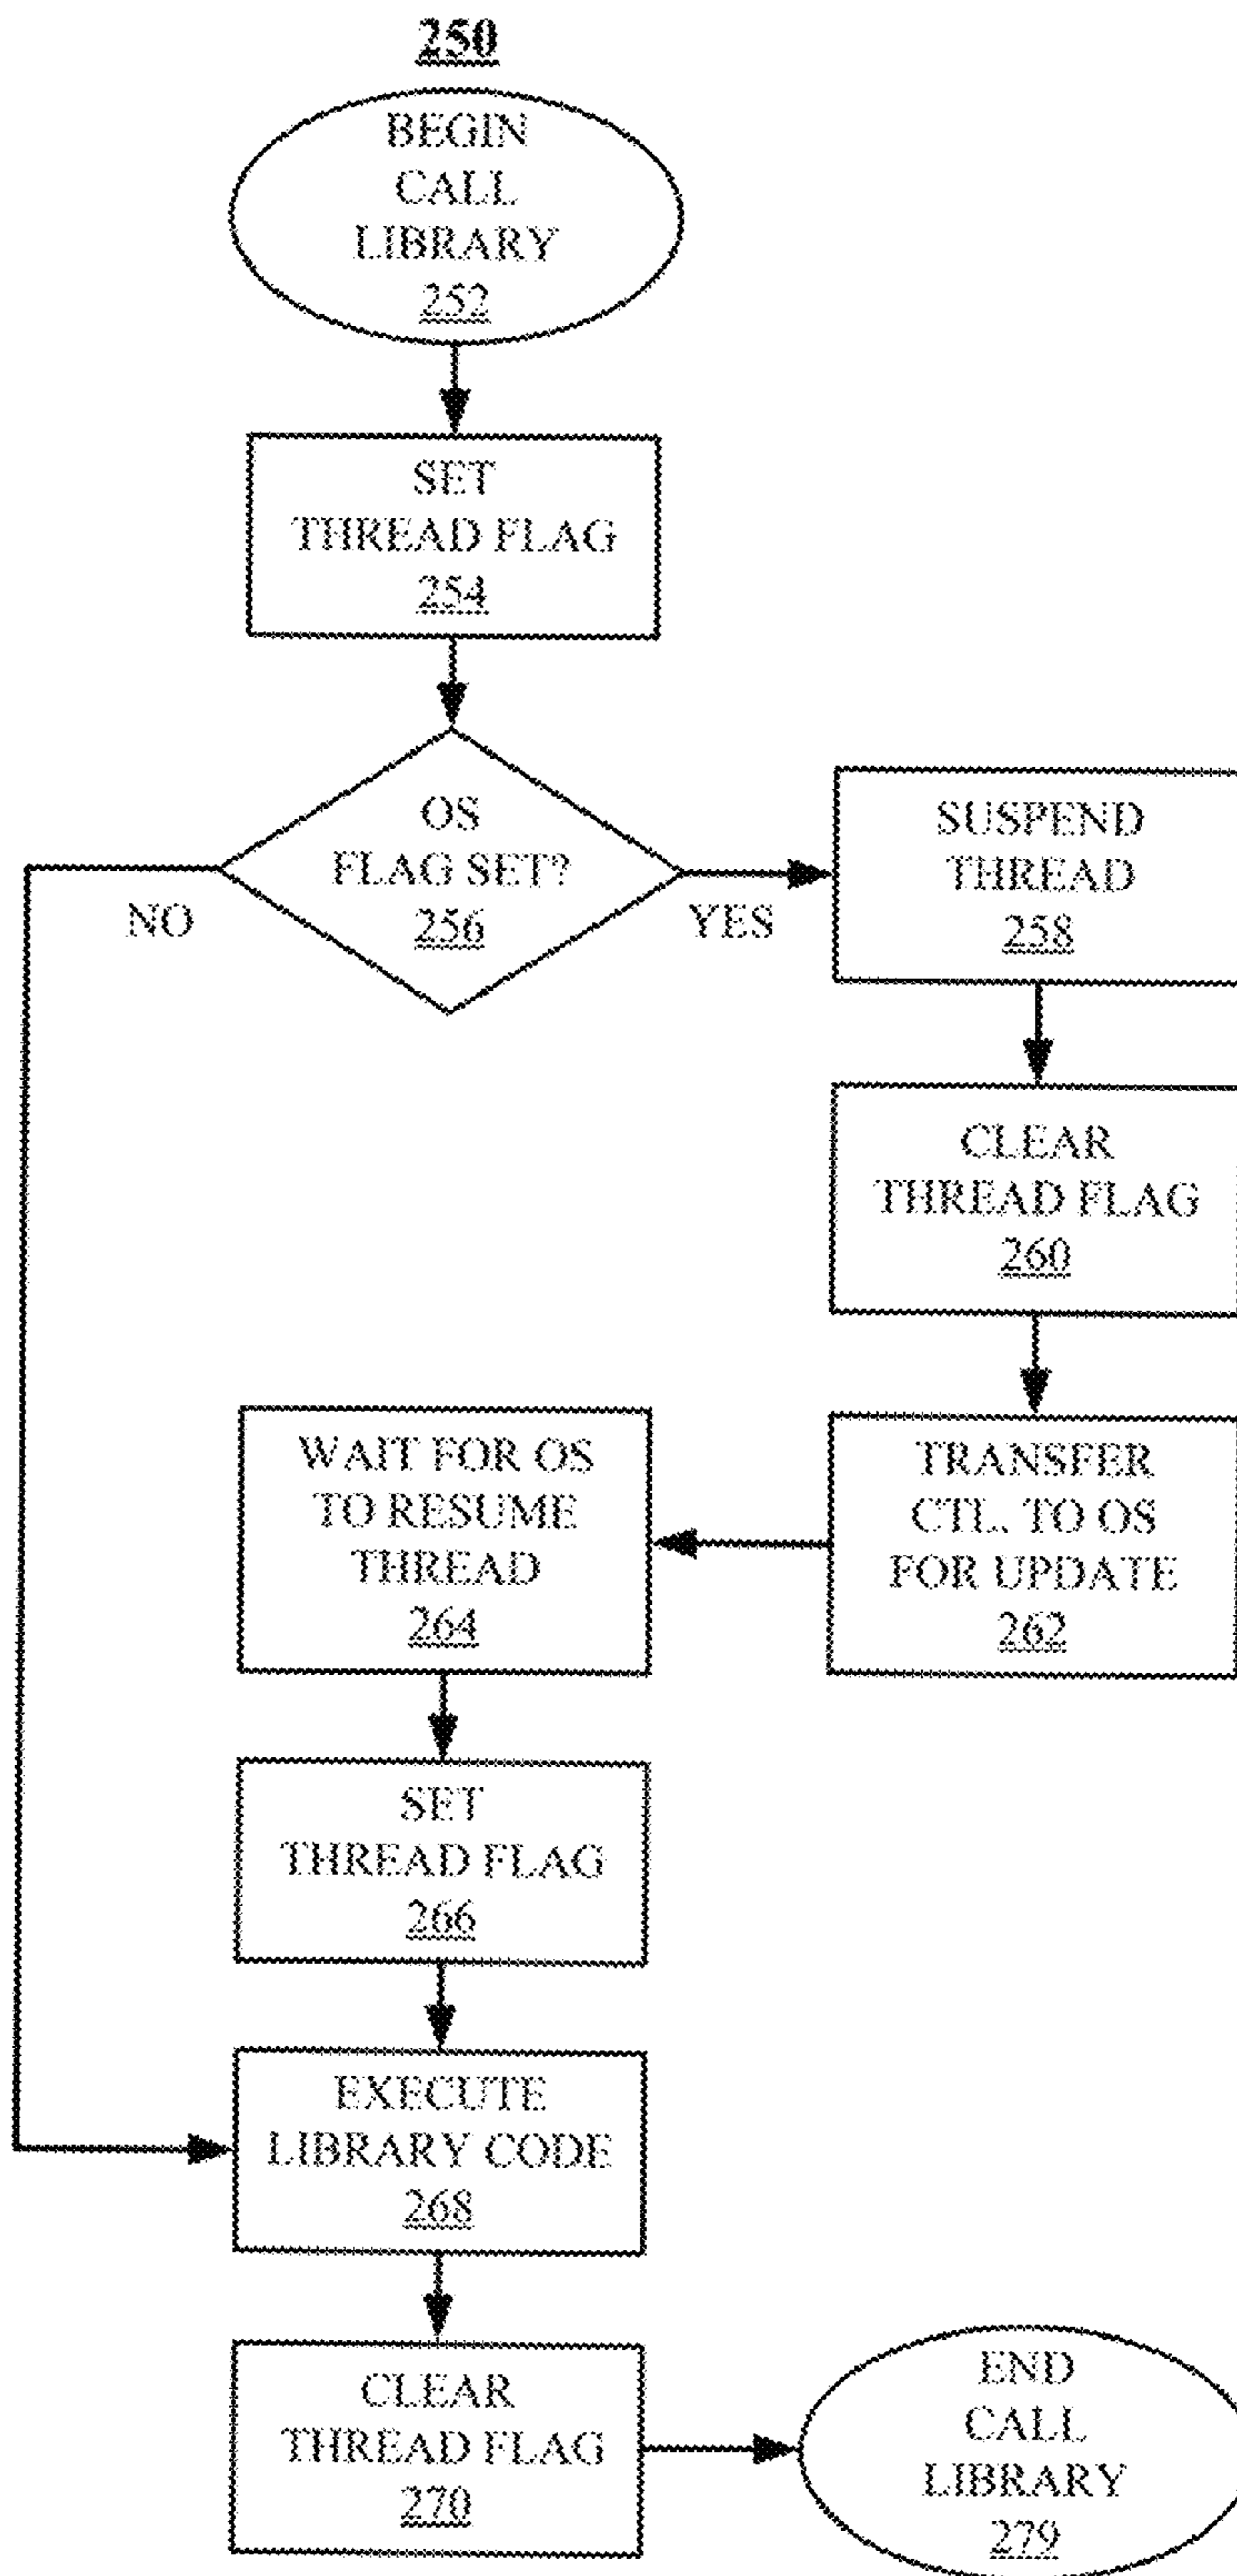 250
BEGIN
CALL
LIBRARY
252
SET
THREAD FLAG
254
OS
FLAG SET?
256
NO
YES
SUSPEND
THREAD
258
CLEAR
THREAD FLAG
260
TRANSFER
CTL. TO OS
FOR UPDATE
262
WAIT FOR OS
TO RESUME
THREAD
264
SET
THREAD FLAG
266
EXECUTE
LIBRARY CODE
268
CLEAR
THREAD FLAG
270
END
CALL
LIBRARY
279